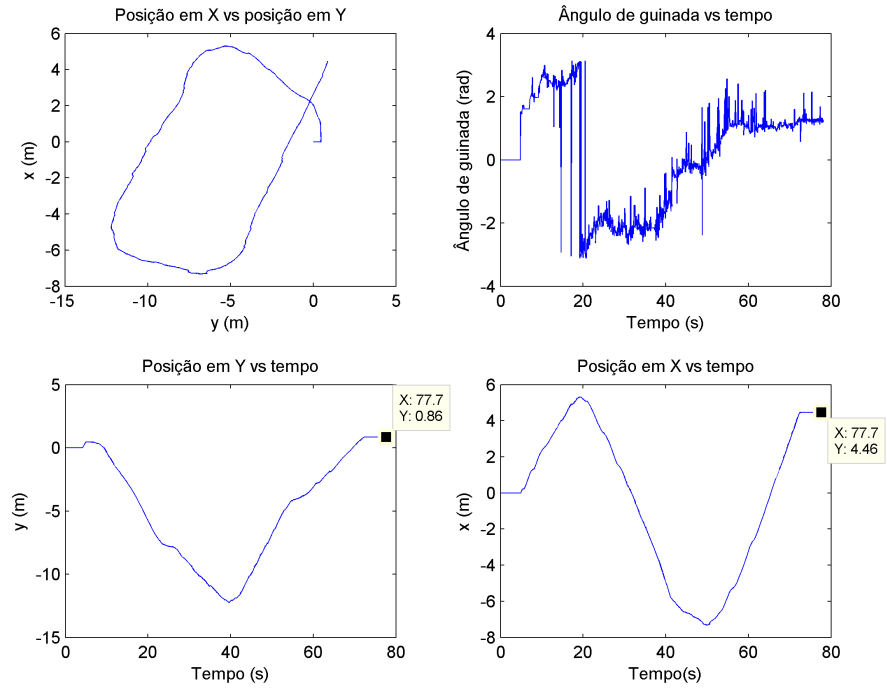 Posição em X vs posição em Y
6
4
2
0
-2
-4
-6
-8
x (m)
-15
-10
-5
0
5
y (m)
Ângulo de guinada vs tempo
4
2
0
-2
-4
Ângulo de guinada (rad)
0
20
40
60
80
Tempo (s)
Posição em Y vs tempo
5
0
-5
-10
-15
y (m)
X: 77.7
Y: 0.86
0
20
40
60
80
Tempo (s)
Posição em X vs tempo
6
4
2
0
-2
-4
-6
-8
x (m)
X: 77.7
Y: 4.46
0
20
40
60
80
Tempo(s)